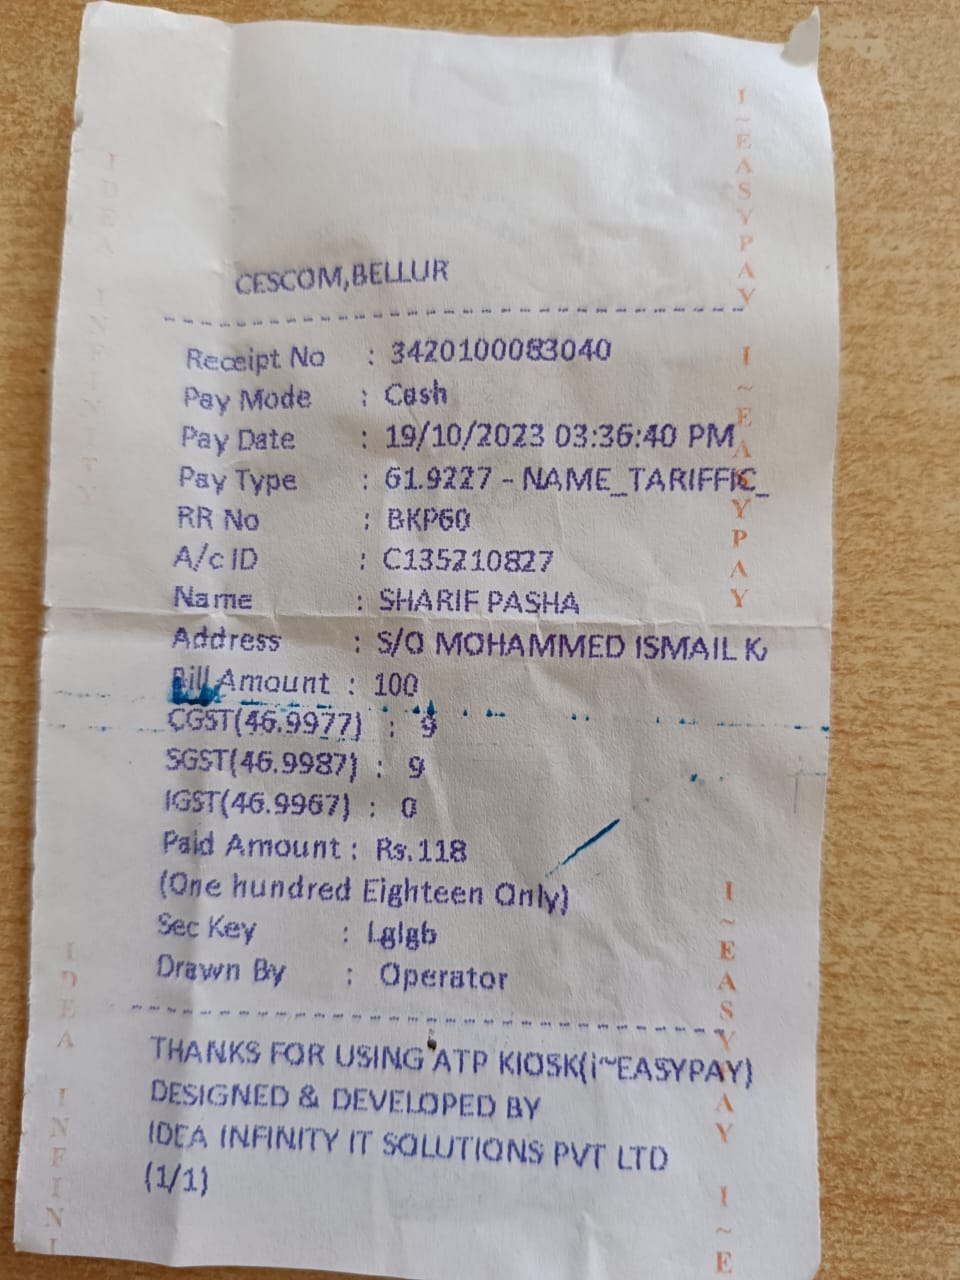 CESCOM,BELLUR
Receipt No : 3420100083040
Pay Mode : Cash
Pay Date : 19/10/2023 03:36:40 PM
Pay Type : 61.9227 - NAME_TARIFFIC_
RR No : BKP60
A/c ID : C135210827
Name : SHARIF PASHA
Address : S/O MOHAMMED ISMAIL K
Bill Amount : 100
CGST(46.9977) : 9
SGST(46.9987) : 9
IGST(46.9967) : 0
Paid Amount : Rs.118
(One hundred Eighteen Only)
Sec Key : Lglgb
Drawn By : Operator
THANKS FOR USING ATP KIOSK(i~EASYPAY)
DESIGNED & DEVELOPED BY
IDEA INFINITY IT SOLUTIONS PVT LTD
(1/1)
I~EASYPAY I~EASYPAY
I~EASYPAY I~E
IDEA INFINITY
IDEA INFINI